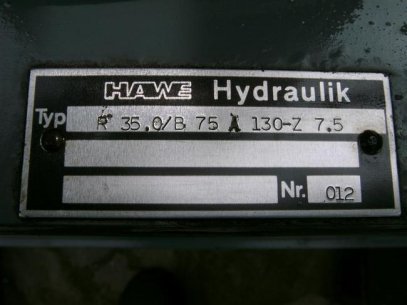 HAWE Hydraulik
Typ R 35.0/B 75 A 130-Z 7.5
Nr. 012